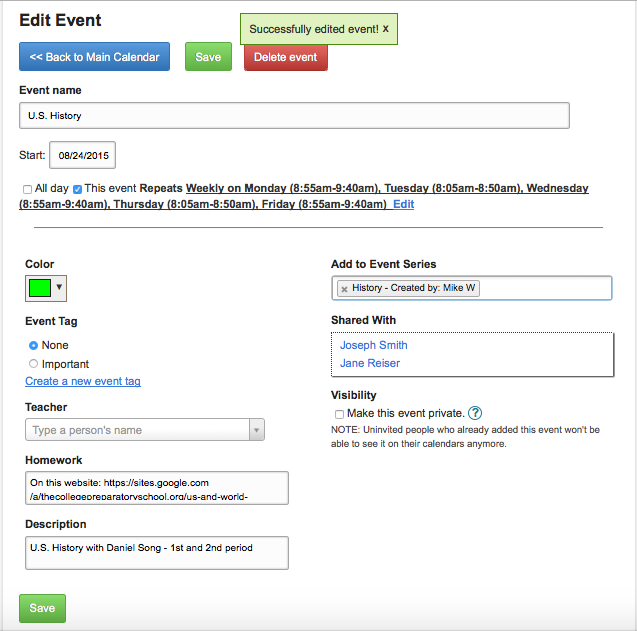 Edit Event
Successfully edited event! x
<< Back to Main Calendar
Save
Delete event
Event name
U.S. History
Start: 08/24/2015
All day This event Repeats Weekly on Monday (8:55am-9:40am), Tuesday (8:05am-8:50am), Wednesday
(8:55am-9:40am), Thursday (8:05am-8:50am), Friday (8:55am-9:40am) Edit
Color
Event Tag
None
Important
Create a new event tag
Teacher
Type a person's name
Homework
On this website: https://sites.google.com
/a/thecollegepreparatoryschool.org/us-and-world-
Description
U.S. History with Daniel Song - 1st and 2nd period
Save
Add to Event Series
x History - Created by: Mike W
Shared With
Joseph Smith
Jane Reiser
Visibility
Make this event private. ?
NOTE: Uninvited people who already added this event won't be
able to see it on their calendars anymore.